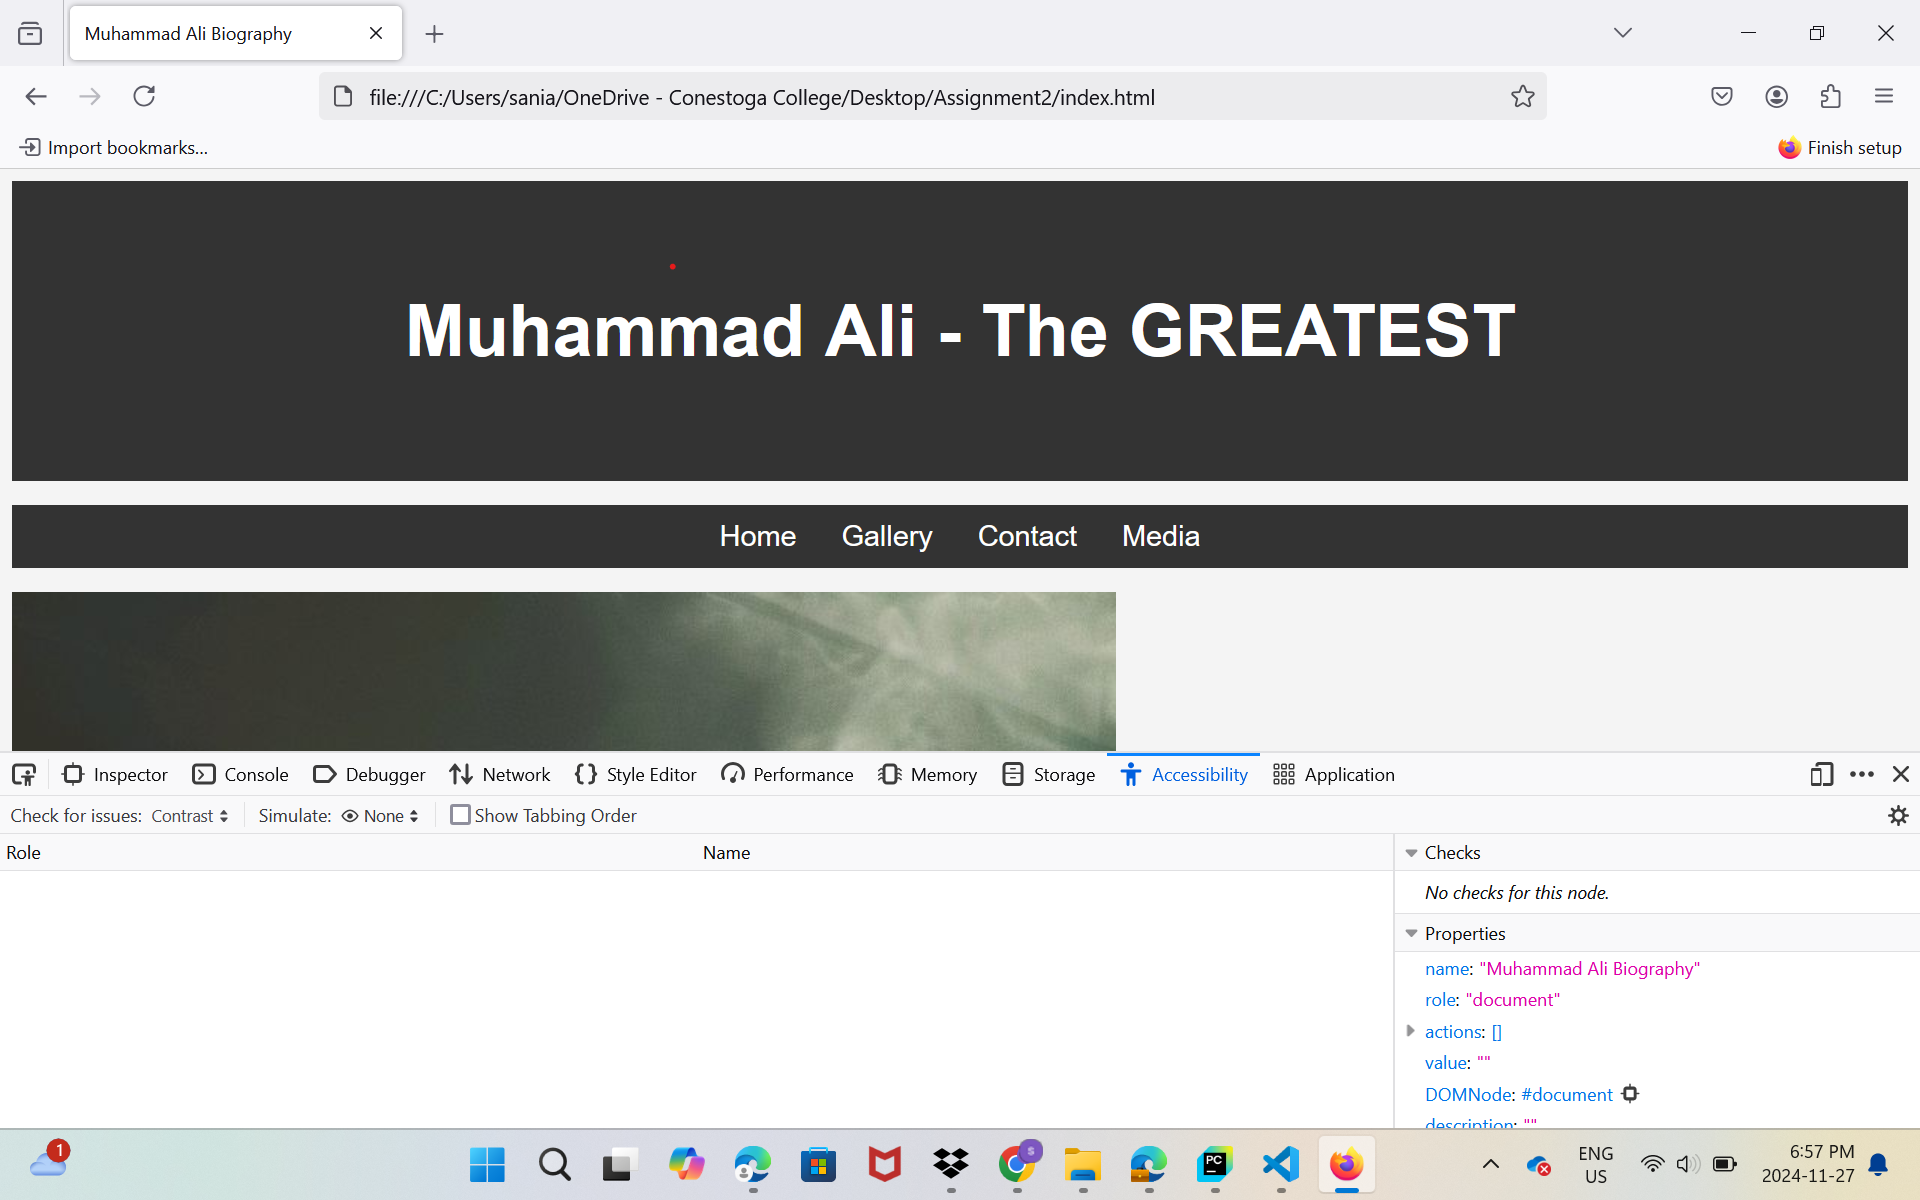 Muhammad Ali Biography
file:///C:/Users/sania/OneDrive - Conestoga College/Desktop/Assignment2/index.html
Import bookmarks...
Finish setup
Muhammad Ali - The GREATEST
Home Gallery Contact Media
Inspector Console Debugger Network Style Editor Performance Memory Storage Accessibility Application
Check for issues: Contrast Simulate: None Show Tabbing Order
Role Name
Checks
No checks for this node.
Properties
name: "Muhammad Ali Biography"
role: "document"
actions: []
value: ""
DOMNode: #document
description: ""
1
S
PC
ENG
US
6:57 PM
2024-11-27